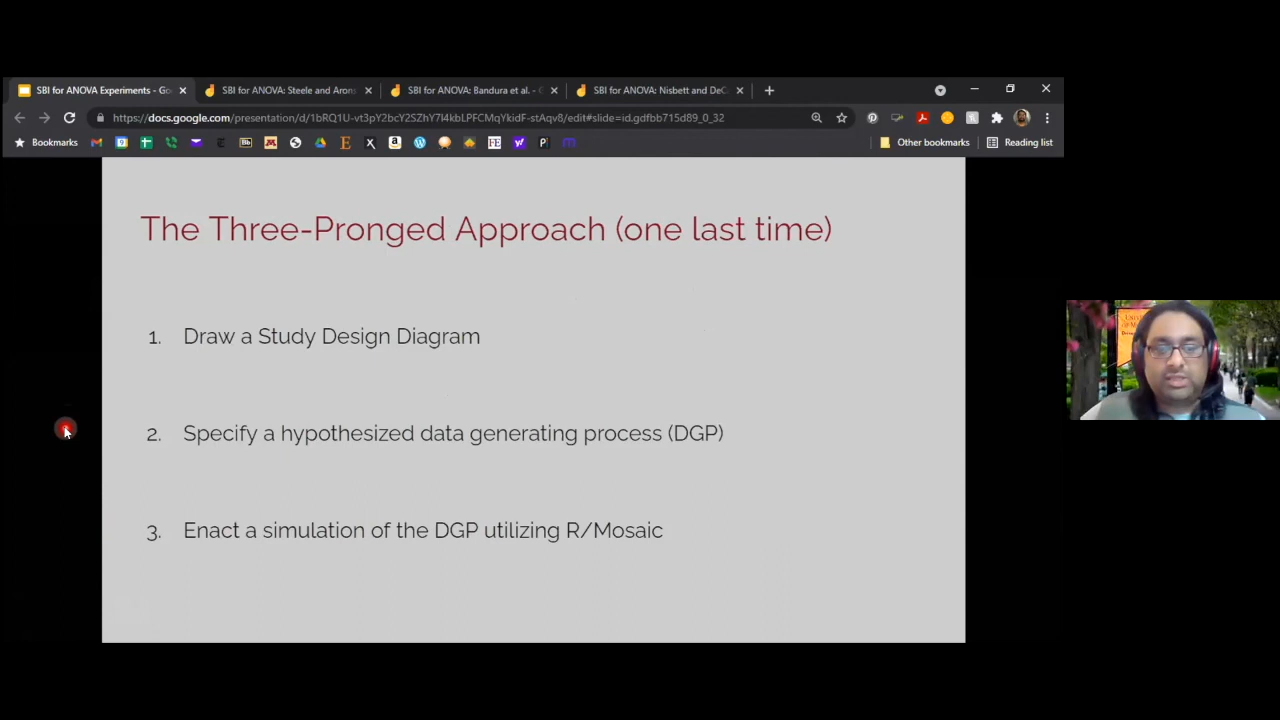 SBI for ANOVA Experiments - Go
SBI for ANOVA: Steele and Arons
SBI for ANOVA: Bandura et al. - G
SBI for ANOVA: Nisbett and DeC
https://docs.google.com/presentation/d/1bRQ1U-vt3pY2bcY2SZhY7l4kbLPFCMqYkidF-stAqv8/edit#slide=id.gdfbb715d89_0_32
Bookmarks
Other bookmarks
Reading list
The Three-Pronged Approach (one last time)
1. Draw a Study Design Diagram
2. Specify a hypothesized data generating process (DGP)
3. Enact a simulation of the DGP utilizing R/Mosaic